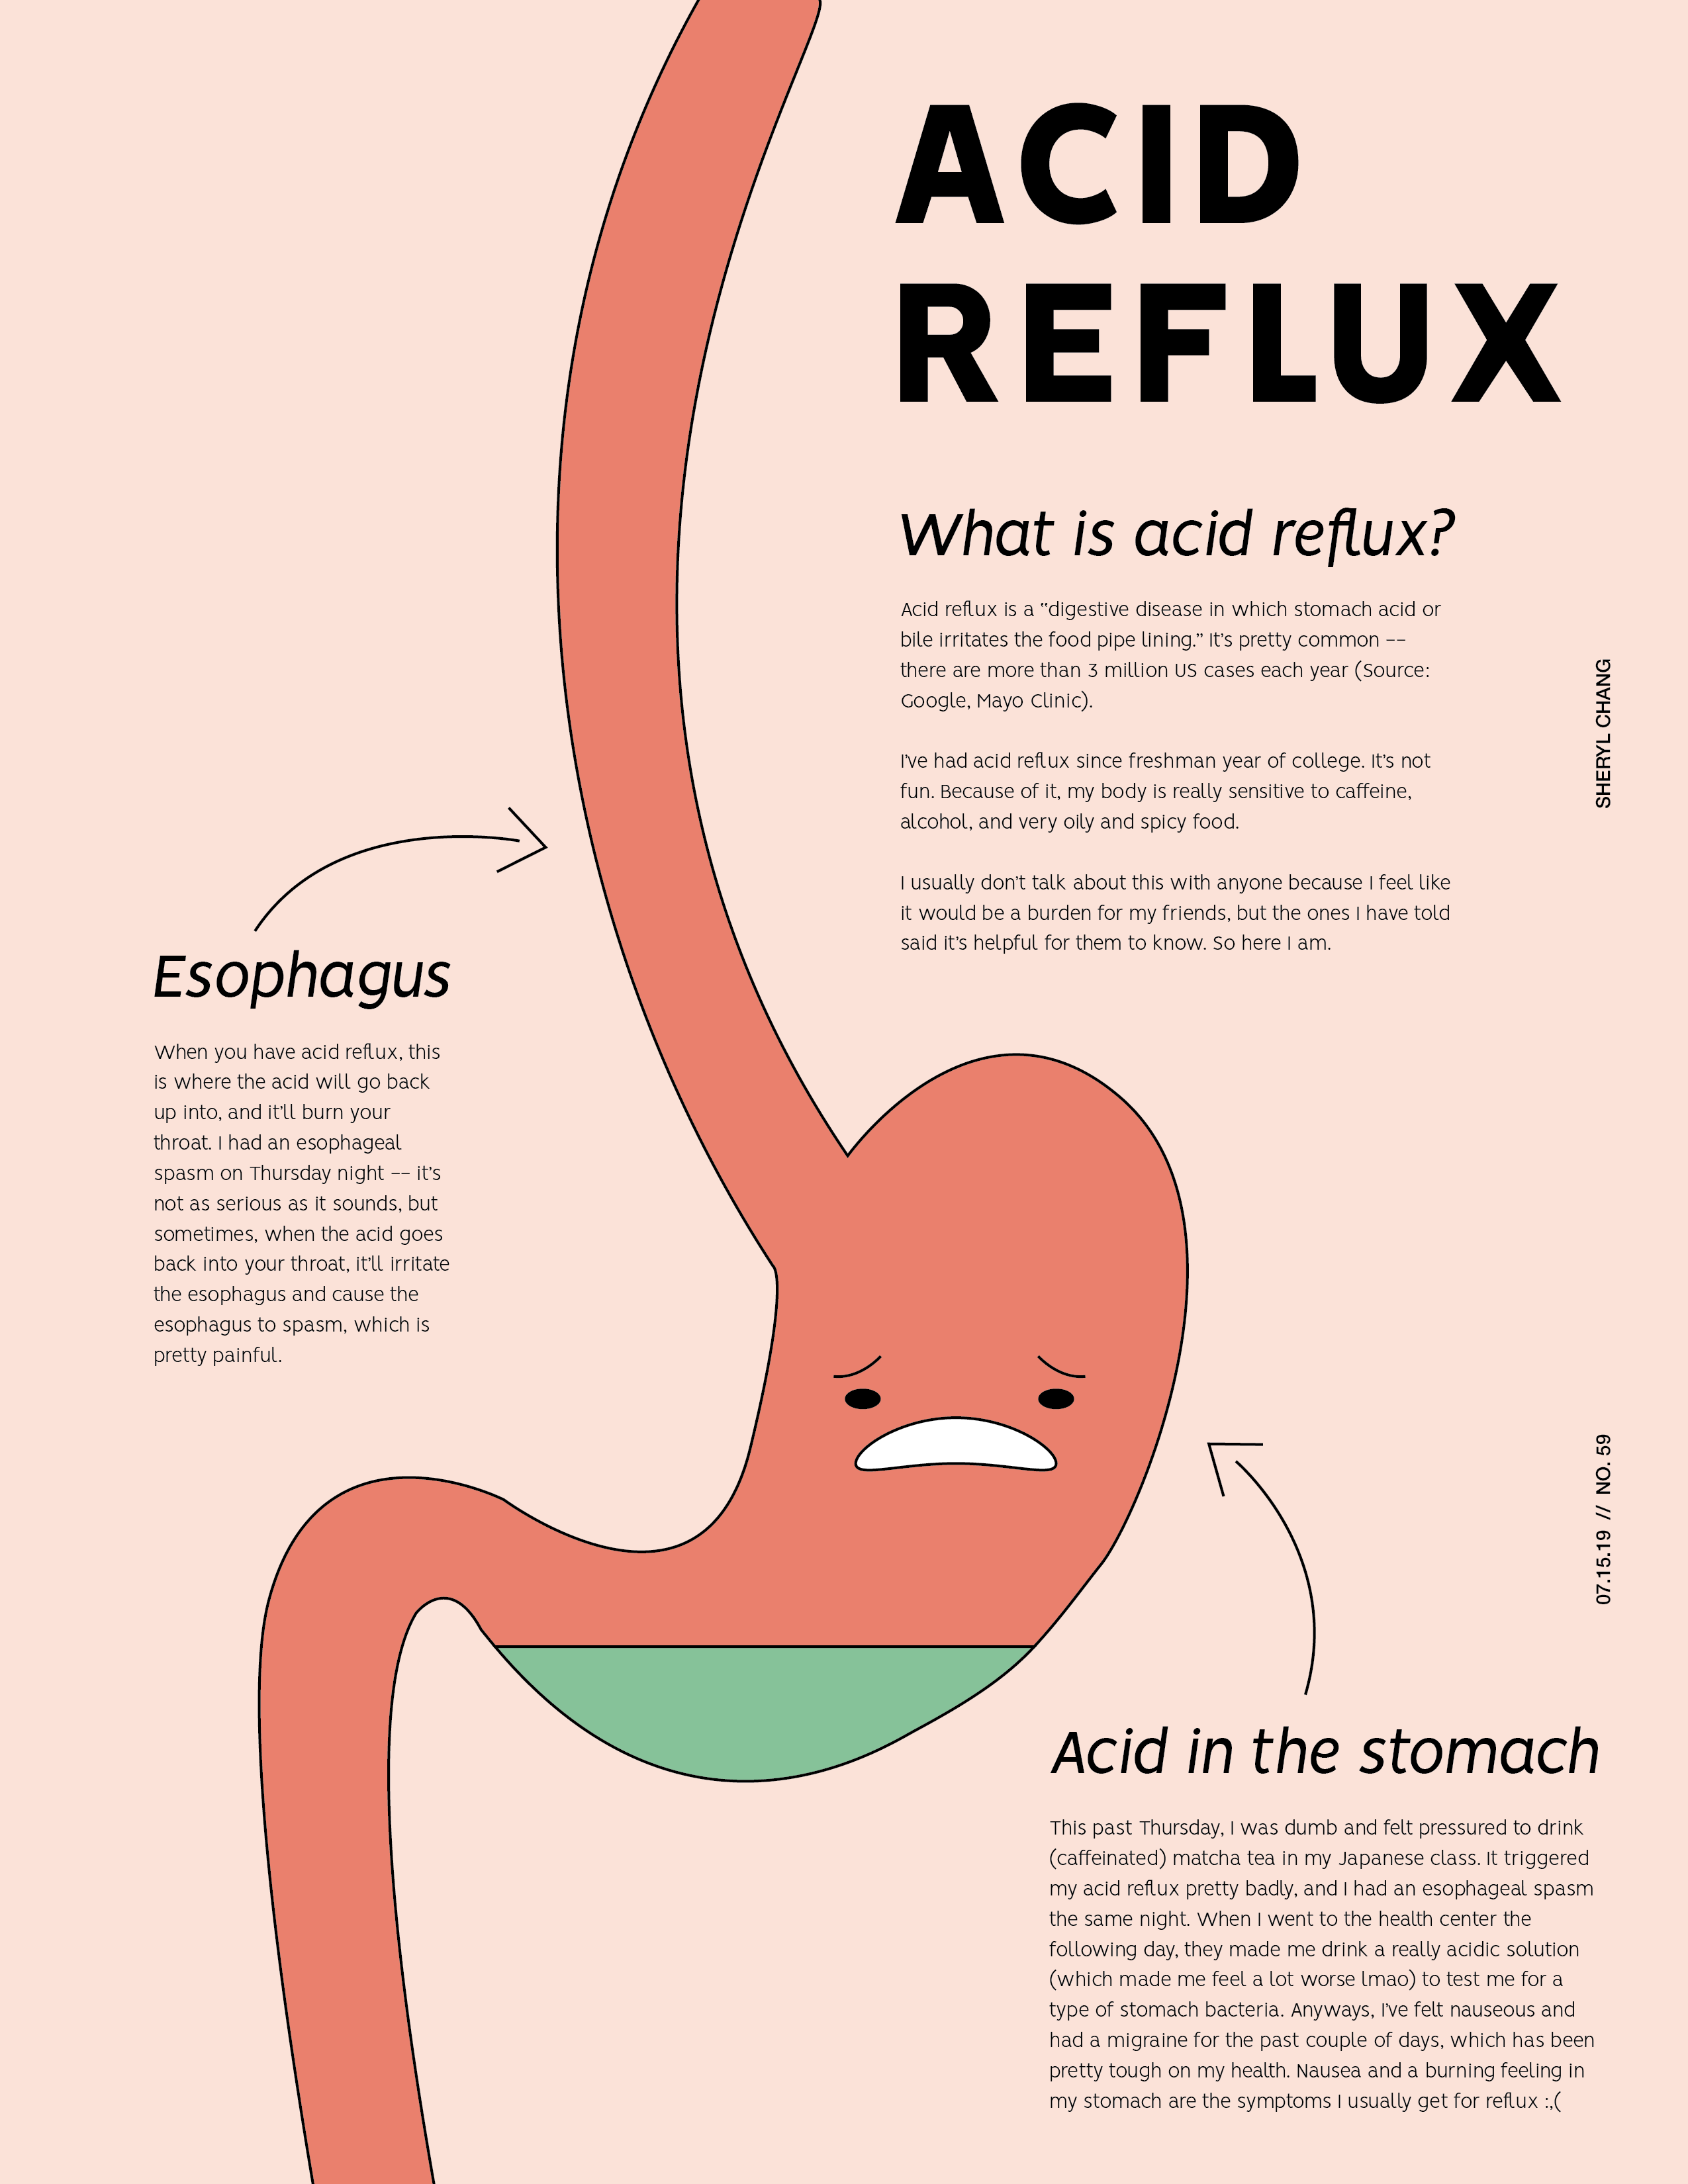 ACID
REFLUX
What is acid reflux?
Acid reflux is a “digestive disease in which stomach acid or
bile irritates the food pipe lining.” It’s pretty common --
there are more than 3 million US cases each year (Source:
Google, Mayo Clinic).
I’ve had acid reflux since freshman year of college. It’s not
fun. Because of it, my body is really sensitive to caffeine,
alcohol, and very oily and spicy food.
I usually don’t talk about this with anyone because I feel like
it would be a burden for my friends, but the ones I have told
said it’s helpful for them to know. So here I am.
SHERYL CHANG
Esophagus
When you have acid reflux, this
is where the acid will go back
up into, and it’ll burn your
throat. I had an esophageal
spasm on Thursday night -- it’s
not as serious as it sounds, but
sometimes, when the acid goes
back into your throat, it’ll irritate
the esophagus and cause the
esophagus to spasm, which is
pretty painful.
07.15.19 // NO. 59
Acid in the stomach
This past Thursday, I was dumb and felt pressured to drink
(caffeinated) matcha tea in my Japanese class. It triggered
my acid reflux pretty badly, and I had an esophageal spasm
the same night. When I went to the health center the
following day, they made me drink a really acidic solution
(which made me feel a lot worse lmao) to test me for a
type of stomach bacteria. Anyways, I’ve felt nauseous and
had a migraine for the past couple of days, which has been
pretty tough on my health. Nausea and a burning feeling in
my stomach are the symptoms I usually get for reflux :,(